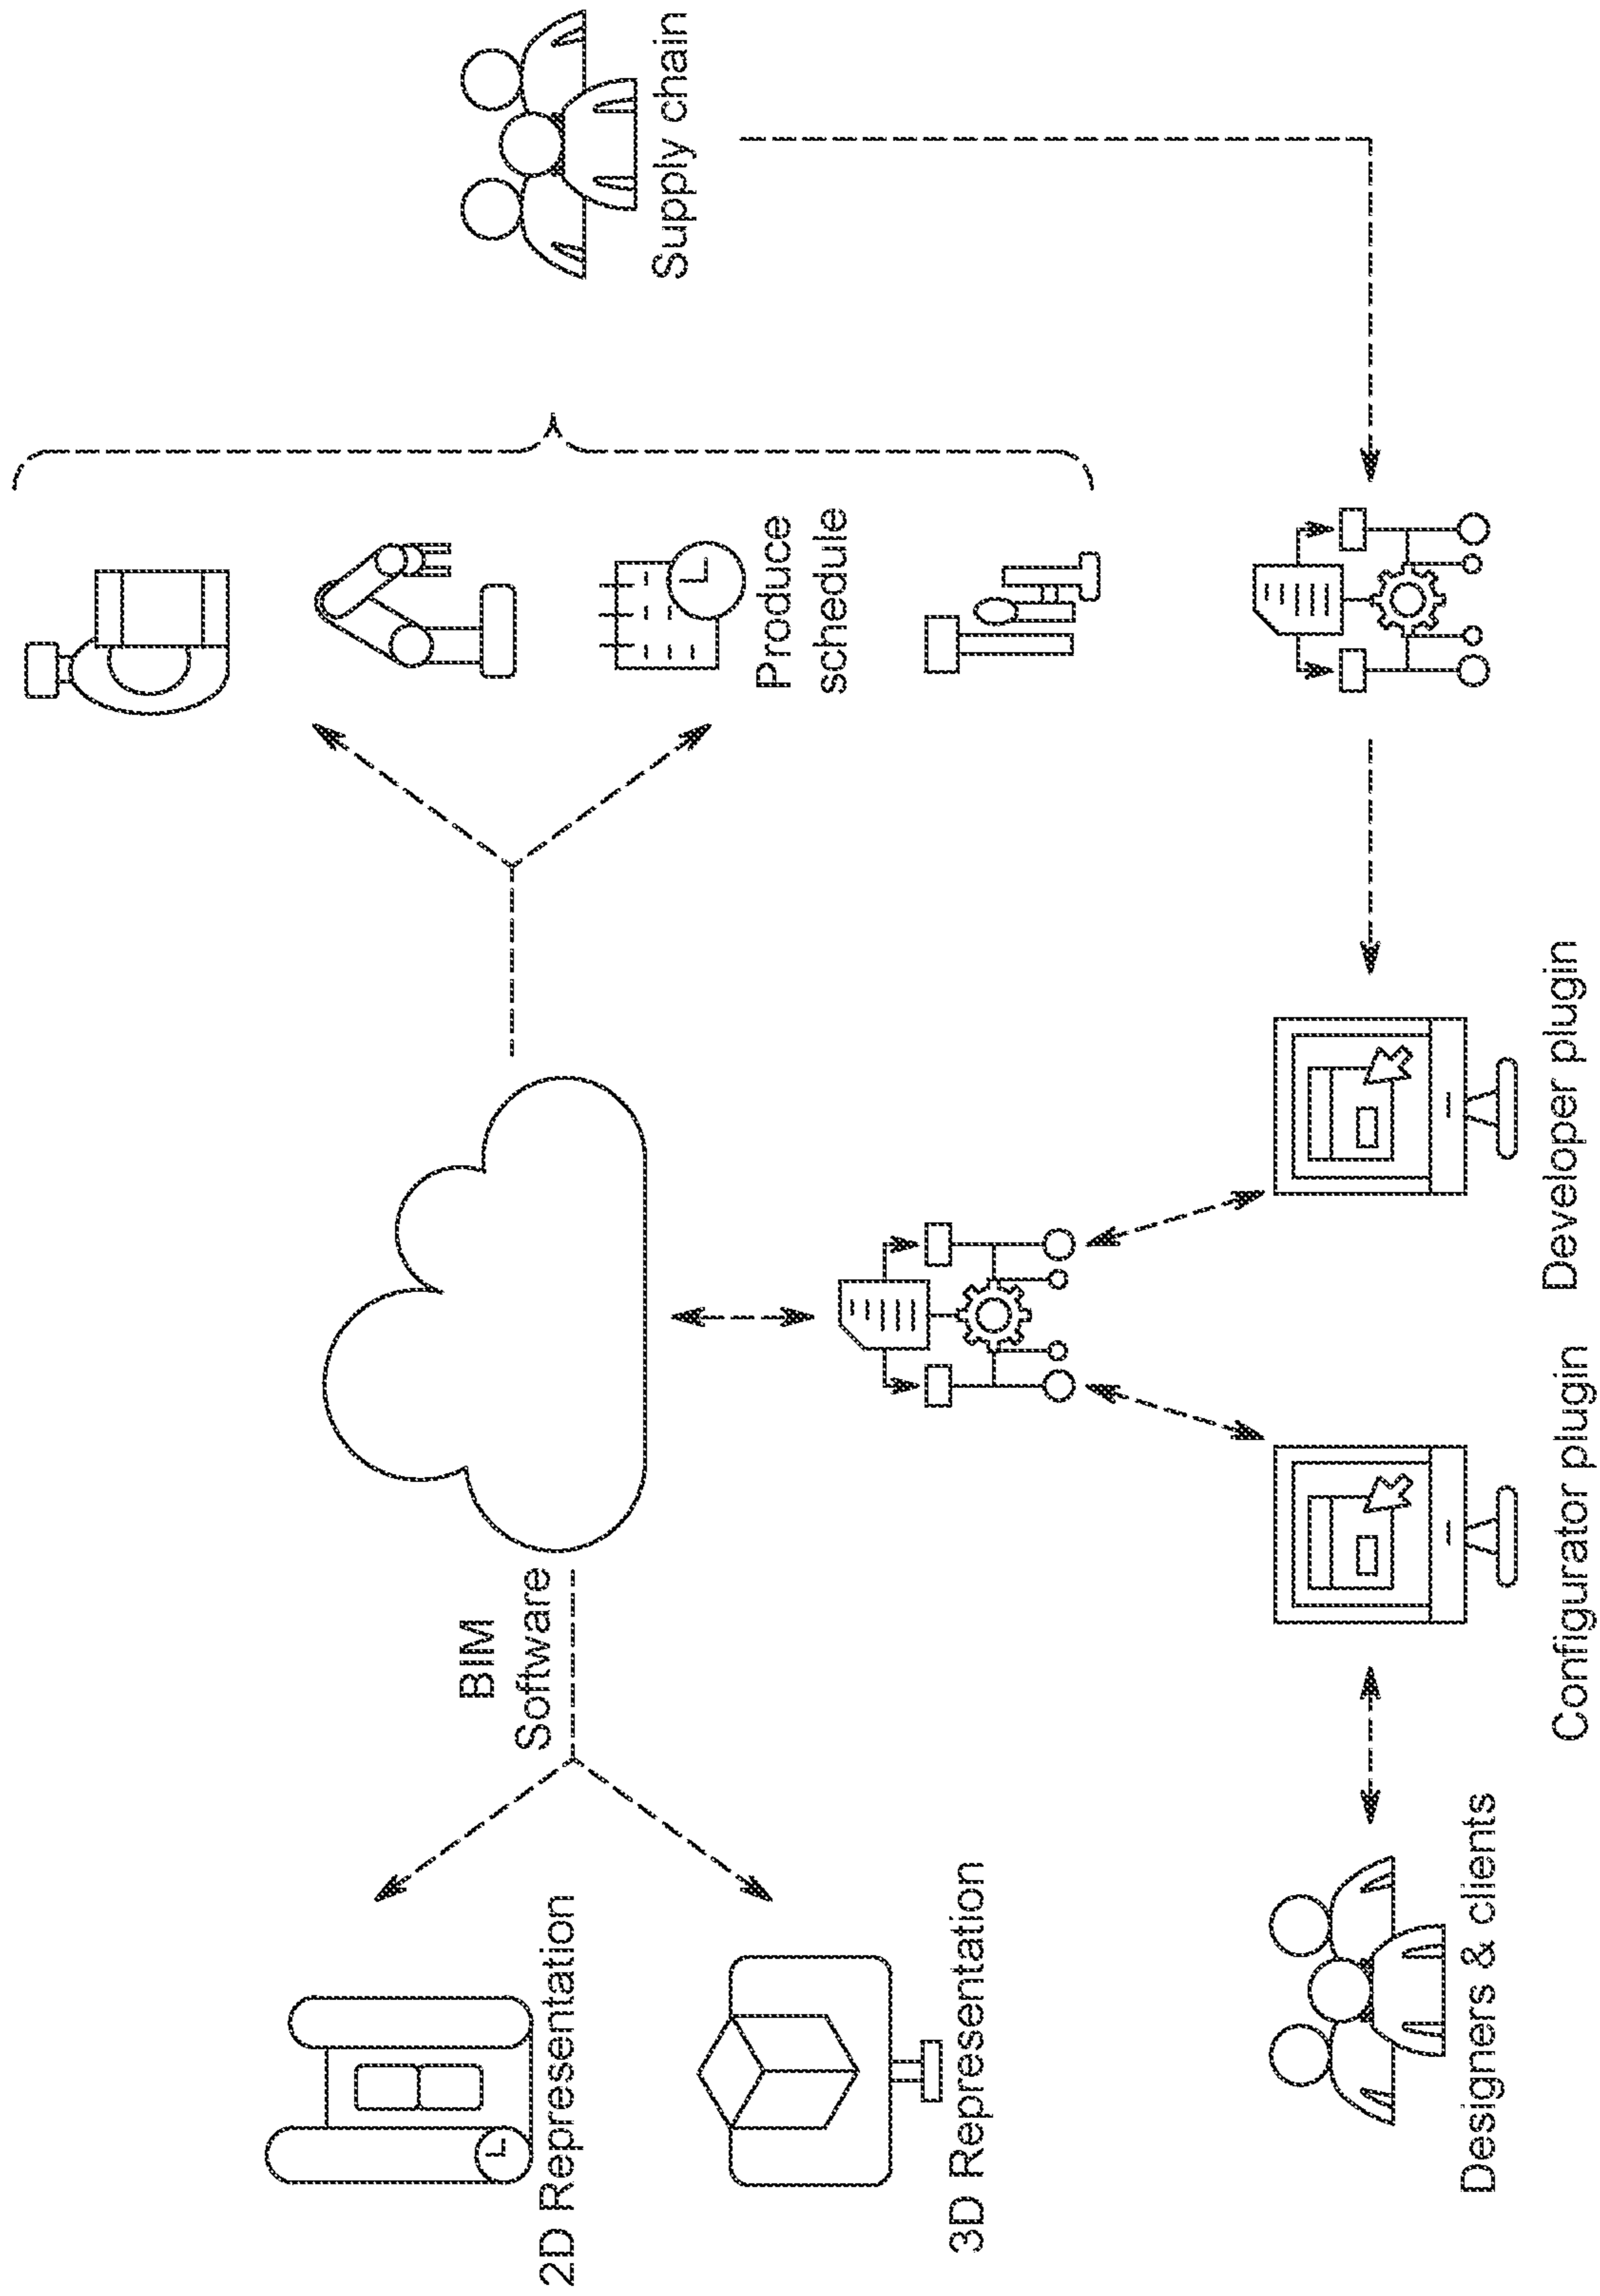 BIM
Software
2D Representation
3D Representation
Produce
schedule
Supply chain
Designers & clients
Configurator plugin
Developer plugin